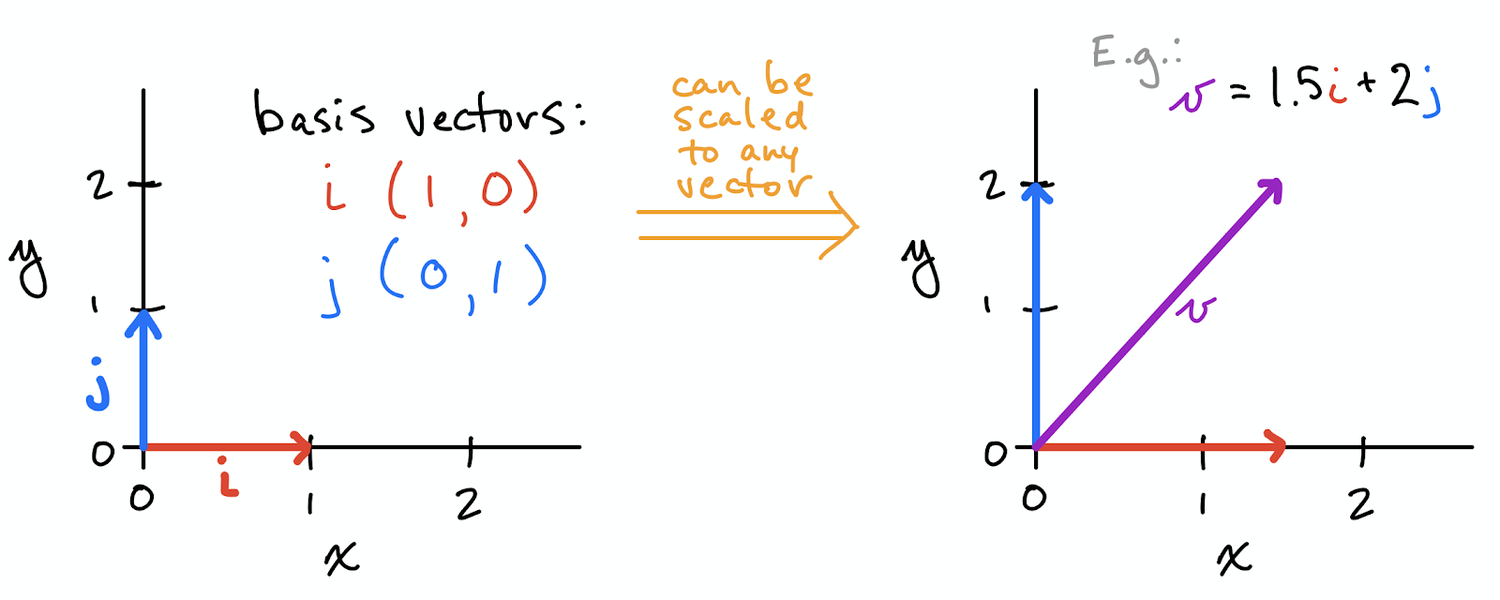 basis vectors:
i (1,0)
j (0,1)
2
y
1
j
0
i
0
1
2
x
can be
scaled
to any
vector
E.g.:
v = 1.5i + 2j
2
y
1
v
0
0
1
2
x